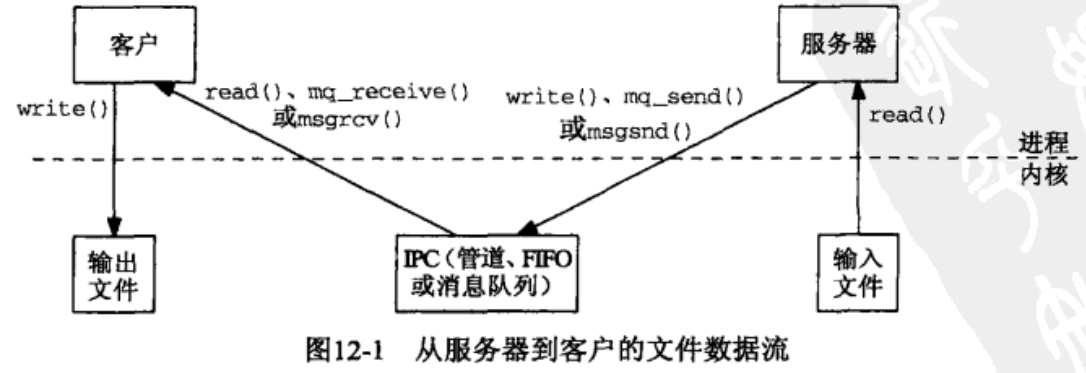 客户
服务器
write()
read()、mq_receive()
或msgrcv()
write()、mq_send()
或msgsnd()
read()
进程
内核
输出
文件
IPC（管道、FIFO
或消息队列）
输入
文件
图12-1 从服务器到客户的文件数据流